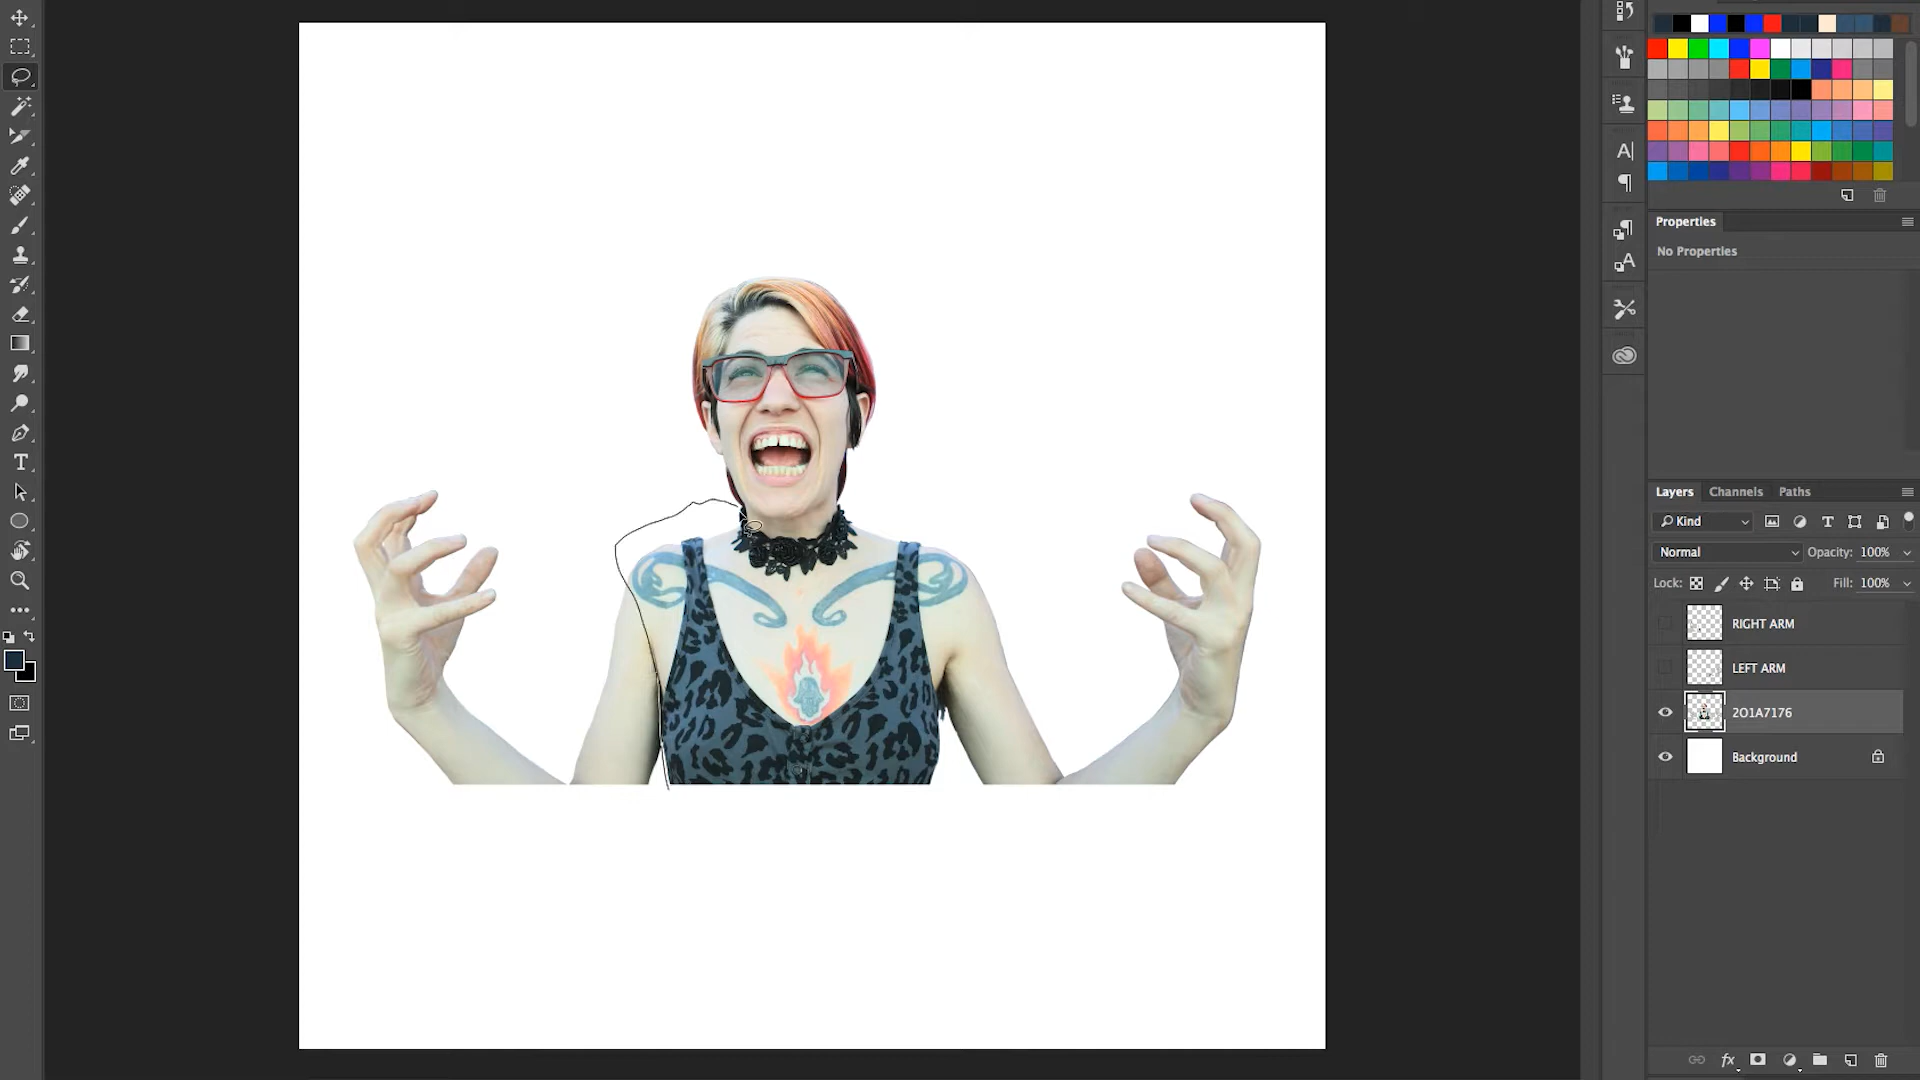 Properties
No Properties
Layers
Channels
Paths
Kind
Normal
Opacity: 100%
Lock:
Fill: 100%
RIGHT ARM
LEFT ARM
2O1A7176
Background